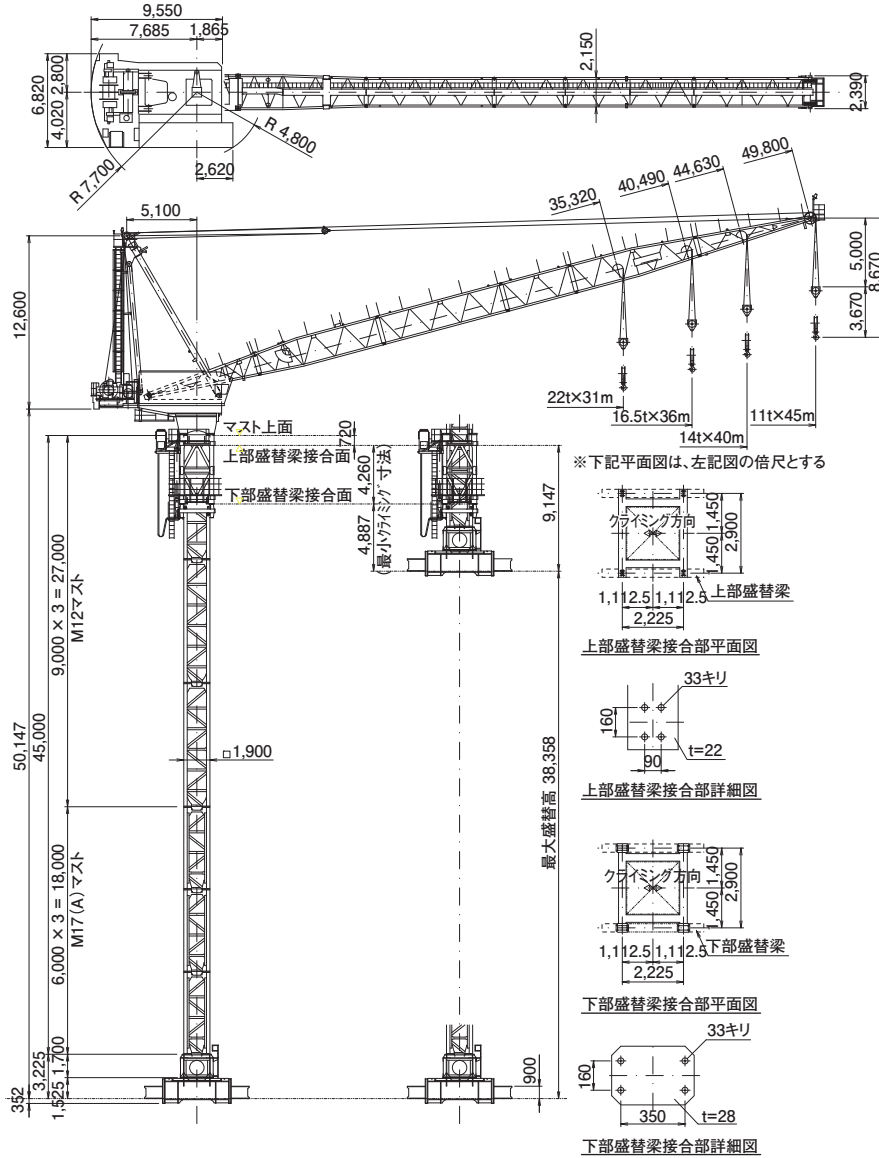 9,550
7,685
1,865
2,150
6,820
2,800
4,020
2,390
R 4,800
R 7,700
2,620
49,800
44,630
40,490
35,320
5,100
5,000
8,670
3,670
12,600
22t×31m
16.5t×36m
14t×40m
11t×45m
マスト上面
720
上部盛替梁接合面
下部盛替梁接合面
4,260
4,887
(最小クライミング寸法)
9,147
※下記平面図は、左記図の倍尺とする
クライミング方向
1,450
1,450
2,900
上部盛替梁
1,112.5
1,112.5
2,225
上部盛替梁接合部平面図
33キリ
160
t=22
90
上部盛替梁接合部詳細図
50,147
45,000
9,000 × 3 = 27,000
M12マスト
□1,900
最大盛替高 38,358
6,000 × 3 = 18,000
M17(A)マスト
クライミング方向
1,450
1,450
2,900
下部盛替梁
1,112.5
1,112.5
2,225
下部盛替梁接合部平面図
33キリ
160
350
t=28
下部盛替梁接合部詳細図
352
3,225
1,525
1,700
900